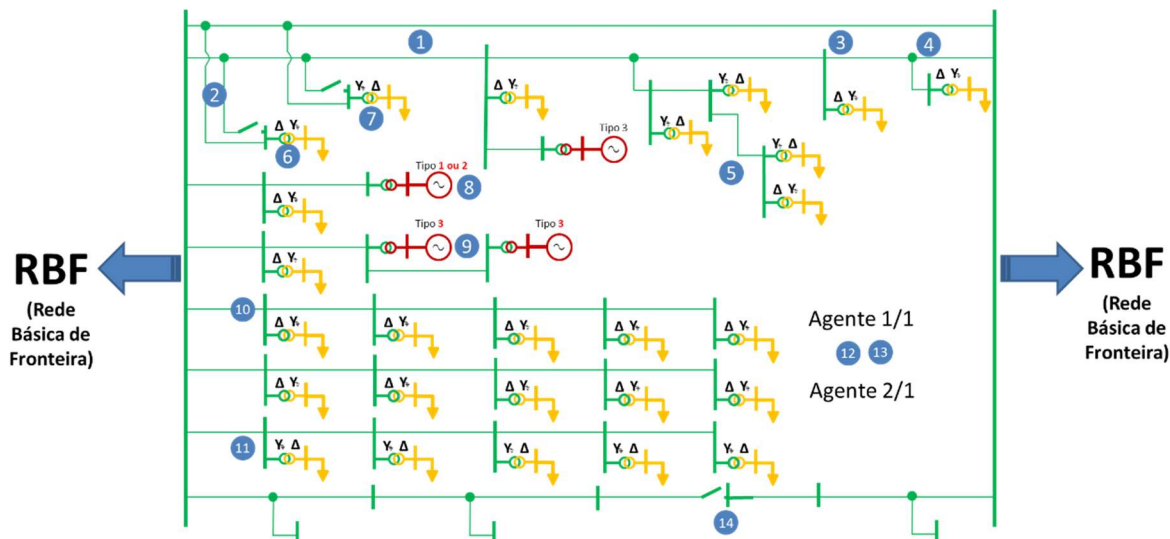 1
3
4
2
Y Δ
7
Δ Y
Y Δ
Y Δ
Δ Y
Y Δ
Δ Y
6
Tipo 3
Y Δ
Y Δ
5
Δ Y
Tipo 1 ou 2
8
Δ Y
Tipo 3
9
Tipo 3
Δ Y
RBF
(Rede
Básica de
Fronteira)
RBF
(Rede
Básica de
Fronteira)
10
Δ Y
Δ Y
Δ Y
Δ Y
Δ Y
Agente 1/1
12 13
Agente 2/1
Δ Y
Δ Y
Δ Y
Δ Y
Δ Y
11
Y Δ
Y Δ
Y Δ
Y Δ
Y Δ
14